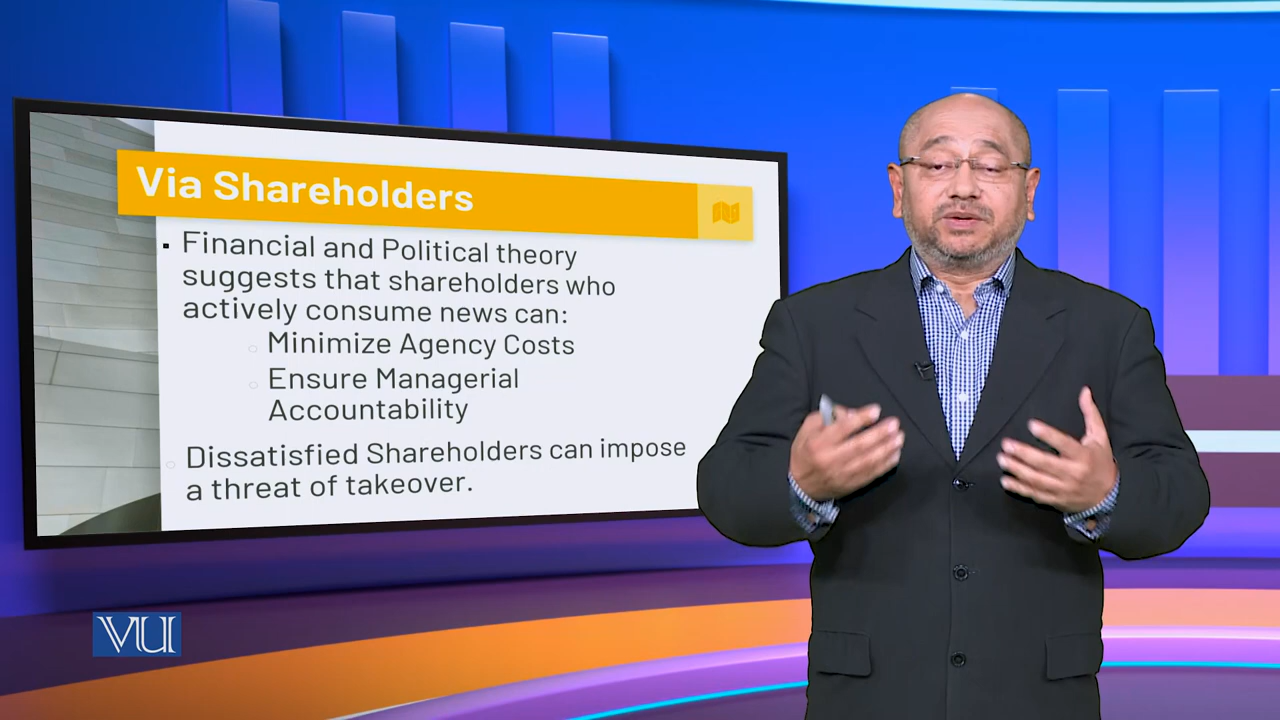 Via Shareholders
▪ Financial and Political theory
suggests that shareholders who
actively consume news can:
○ Minimize Agency Costs
○ Ensure Managerial
Accountability
○ Dissatisfied Shareholders can impose
a threat of takeover.
VU